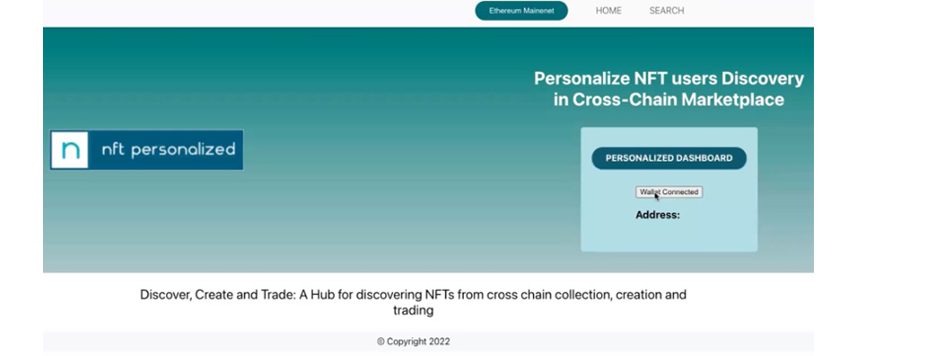 Ethereum Mainenet
HOME
SEARCH
Personalize NFT users Discovery
in Cross-Chain Marketplace
n nft personalized
PERSONALIZED DASHBOARD
Wallet Connected
Address:
Discover, Create and Trade: A Hub for discovering NFTs from cross chain collection, creation and
trading
© Copyright 2022